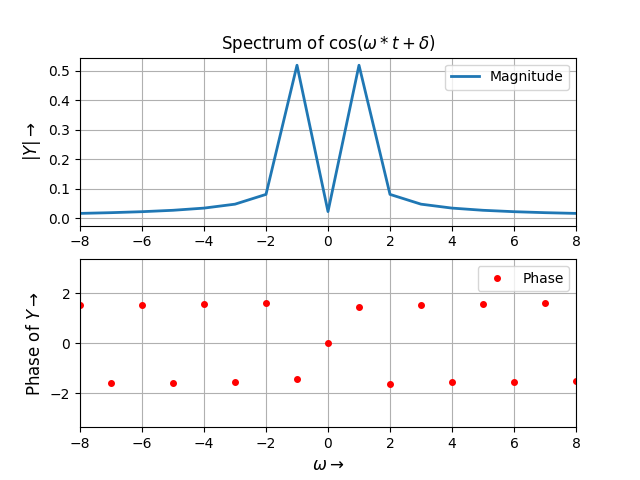 Spectrum of cos(ω * t + δ)
|Y| →
0.5
0.4
0.3
0.2
0.1
0.0
Magnitude
−8 −6 −4 −2 0 2 4 6 8
Phase of Y →
2
0
−2
Phase
−8 −6 −4 −2 0 2 4 6 8
ω →